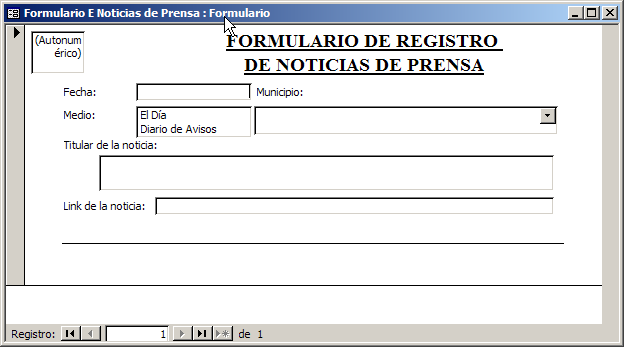 Formulario E Noticias de Prensa : Formulario
(Autonum
érico)
FORMULARIO DE REGISTRO
DE NOTICIAS DE PRENSA
Fecha:
Municipio:
Medio:
El Día
Diario de Avisos
Titular de la noticia:
Link de la noticia:
Registro: 1 de 1